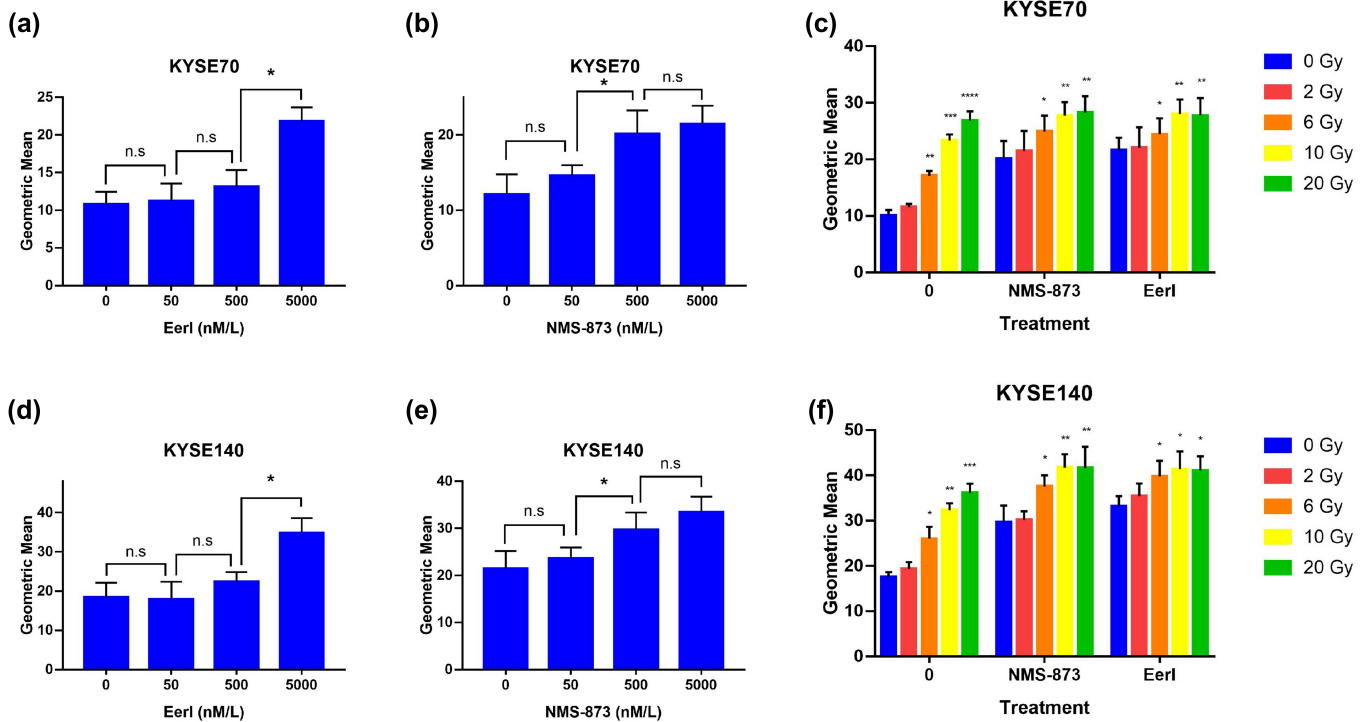 (a)
KYSE70
Geometric Mean
25
20
15
10
5
0
n.s
n.s
*
0 50 500 5000
EerI (nM/L)
(b)
KYSE70
Geometric Mean
30
20
10
0
n.s
*
n.s
0 50 500 5000
NMS-873 (nM/L)
(c)
KYSE70
Geometric Mean
40
30
20
10
0
** *** ****
* ** **
* ** **
0 NMS-873 EerI
Treatment
0 Gy
2 Gy
6 Gy
10 Gy
20 Gy
(d)
KYSE140
Geometric Mean
40
30
20
10
0
n.s
n.s
*
0 50 500 5000
EerI (nM/L)
(e)
KYSE140
Geometric Mean
40
30
20
10
0
n.s
*
n.s
0 50 500 5000
NMS-873 (nM/L)
(f)
KYSE140
Geometric Mean
50
40
30
20
10
0
* ** ***
* ** **
* * *
0 NMS-873 EerI
Treatment
0 Gy
2 Gy
6 Gy
10 Gy
20 Gy